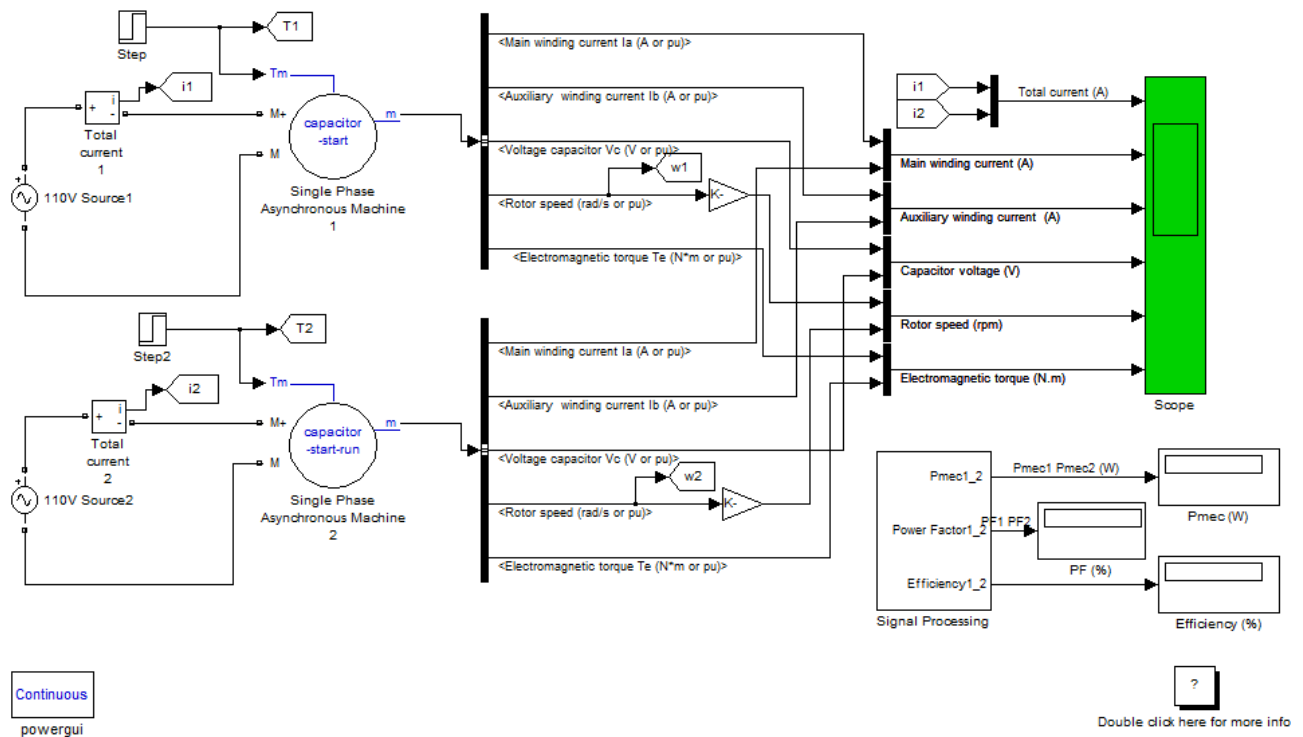 T1
Step
<Main winding current Ia (A or pu)>
Tm
i1
i
+
-
Total
current
1
M+
M
capacitor
-start
m
<Auxiliary  winding current Ib (A or pu)>
i1
i2
Total current (A)
<Voltage capacitor Vc (V or pu)>
w1
Main winding current (A)
+
110V Source1
Single Phase
Asynchronous Machine
1
<Rotor speed (rad/s or pu)>
K-
Auxiliary winding current  (A)
<Electromagnetic torque Te (N*m or pu)>
Capacitor voltage (V)
Rotor speed (rpm)
Electromagnetic torque (N.m)
Scope
T2
Step2
<Main winding current Ia (A or pu)>
Tm
i2
i
+
-
Total
current
2
M+
M
capacitor
-start-run
m
<Auxiliary  winding current Ib (A or pu)>
<Voltage capacitor Vc (V or pu)>
w2
+
110V Source2
Single Phase
Asynchronous Machine
2
<Rotor speed (rad/s or pu)>
K-
<Electromagnetic torque Te (N*m or pu)>
Pmec1_2
Pmec1 Pmec2 (W)
Pmec (W)
Power Factor1_2
PF1 PF2
PF (%)
Efficiency1_2
Efficiency (%)
Signal Processing
Continuous
powergui
?
Double click here for more info